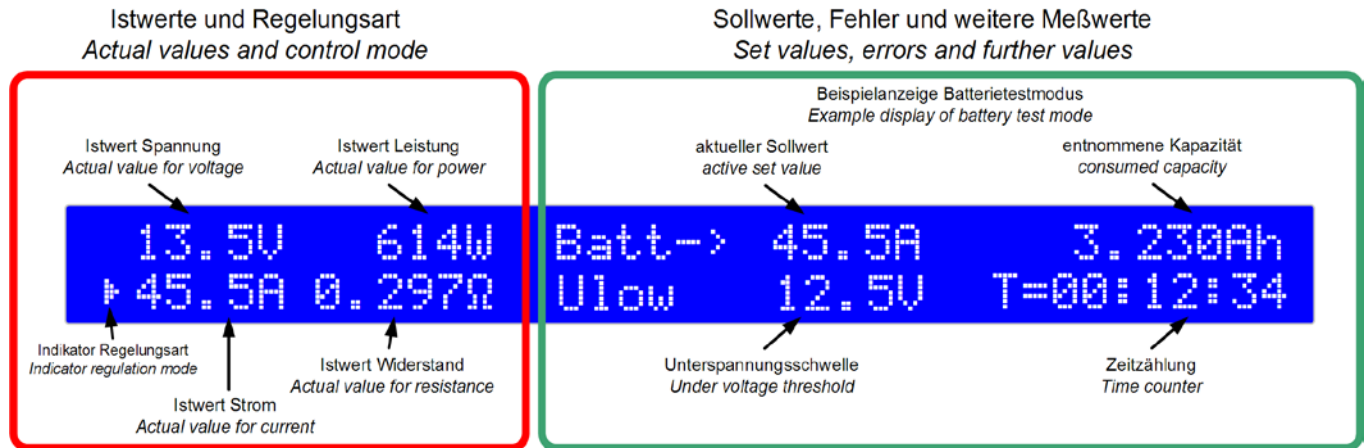 Istwerte und Regelungsart
Actual values and control mode
Sollwerte, Fehler und weitere Meßwerte
Set values, errors and further values
Beispielanzeige Batterietestmodus
Example display of battery test mode
Istwert Spannung
Actual value for voltage
Istwert Leistung
Actual value for power
aktueller Sollwert
active set value
entnommene Kapazität
consumed capacity
13.5V 614W Batt-> 45.5A 3.230Ah
45.5A 0.297Ω Ulow 12.5V T=00:12:34
Indikator Regelungsart
Indicator regulation mode
Istwert Strom
Actual value for current
Istwert Widerstand
Actual value for resistance
Unterspannungsschwelle
Under voltage threshold
Zeitzählung
Time counter